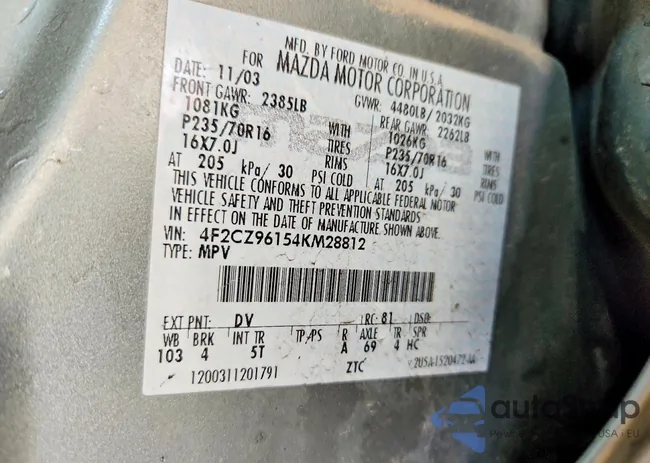 MFD. BY FORD MOTOR CO. IN U.S.A.
FOR MAZDA MOTOR CORPORATION
DATE: 11/03 GVWR: 4480LB/2032KG
FRONT GAWR: 2385LB REAR GAWR: 2262LB
1081KG WITH 1026KG WITH
P235/70R16 TIRES P235/70R16 TIRES
16X7.0J RIMS 16X7.0J RIMS
AT 205 kPa/30 PSI COLD AT 205 kPa/30 PSI COLD
THIS VEHICLE CONFORMS TO ALL APPLICABLE FEDERAL MOTOR
VEHICLE SAFETY AND THEFT PREVENTION STANDARDS
IN EFFECT ON THE DATE OF MANUFACTURE SHOWN ABOVE.
VIN: 4F2CZ96154KM28812
TYPE: MPV
EXT PNT: DV RC: 81 DSO:
WB BRK INT TR TP/PS R AXLE TR SPR
103 4 5T A 69 4 HC
1200311201791 ZTC
autoSnap
USA
EU